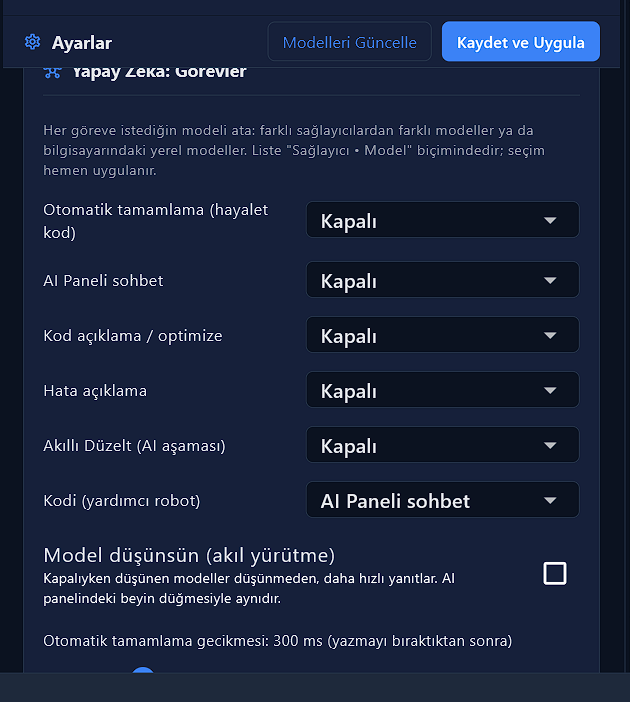 Ayarlar
Modelleri Güncelle
Kaydet ve Uygula
Yapay Zeka: Görevler
Her göreve istediğin modeli ata: farklı sağlayıcılardan farklı modeller ya da
bilgisayarındaki yerel modeller. Liste "Sağlayıcı • Model" biçimindedir; seçim
hemen uygulanır.
Otomatik tamamlama (hayalet
kod)
Kapalı
AI Paneli sohbet
Kapalı
Kod açıklama / optimize
Kapalı
Hata açıklama
Kapalı
Akıllı Düzelt (AI aşaması)
Kapalı
Kodi (yardımcı robot)
AI Paneli sohbet
Model düşünsün (akıl yürütme)
Kapalıyken düşünen modeller düşünmeden, daha hızlı yanıtlar. AI
panelindeki beyin düğmesiyle aynıdır.
Otomatik tamamlama gecikmesi: 300 ms (yazmayı bıraktıktan sonra)